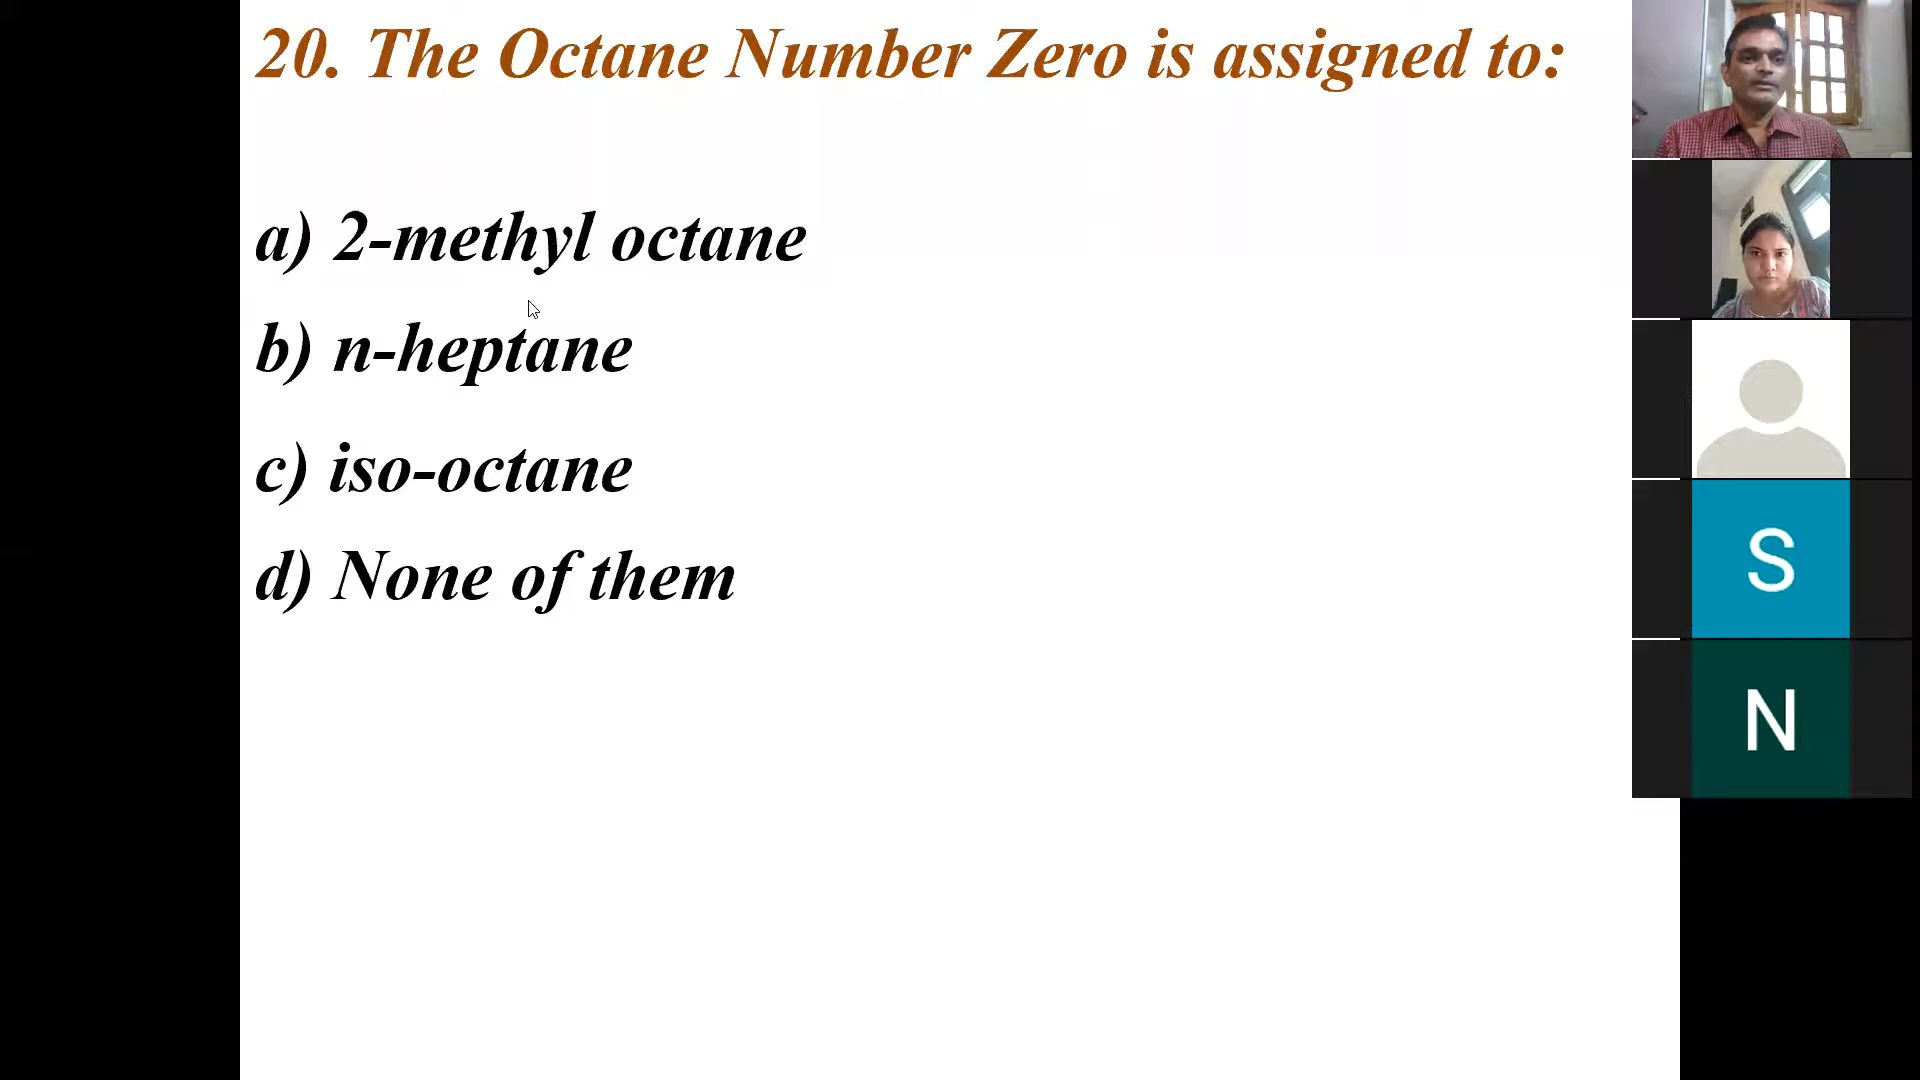 20. The Octane Number Zero is assigned to:
a) 2-methyl octane
b) n-heptane
c) iso-octane
d) None of them
S
N